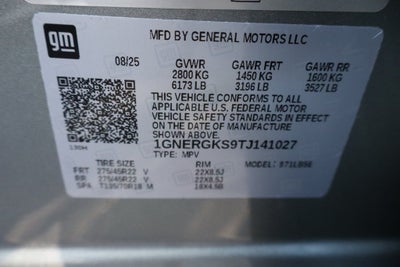 gm
MFD BY GENERAL MOTORS LLC
08/25 GVWR GAWR FRT GAWR RR
2800 KG 1450 KG 1600 KG
6173 LB 3196 LB 3527 LB
THIS VEHICLE CONFORMS TO ALL
APPLICABLE U.S. FEDERAL MOTOR
VEHICLE SAFETY STANDARDS IN EFFECT
ON THE DATE OF MANUFACTURE
SHOWN ABOVE.
1GNERGKS9TJ141027
TYPE: MPV
TIRE SIZE RIM MODEL:
FRT 275/45R22 V 22X8.5J
RR 275/45R22 V 22X8.5J
SPA T135/70R18 M 18X4.5B